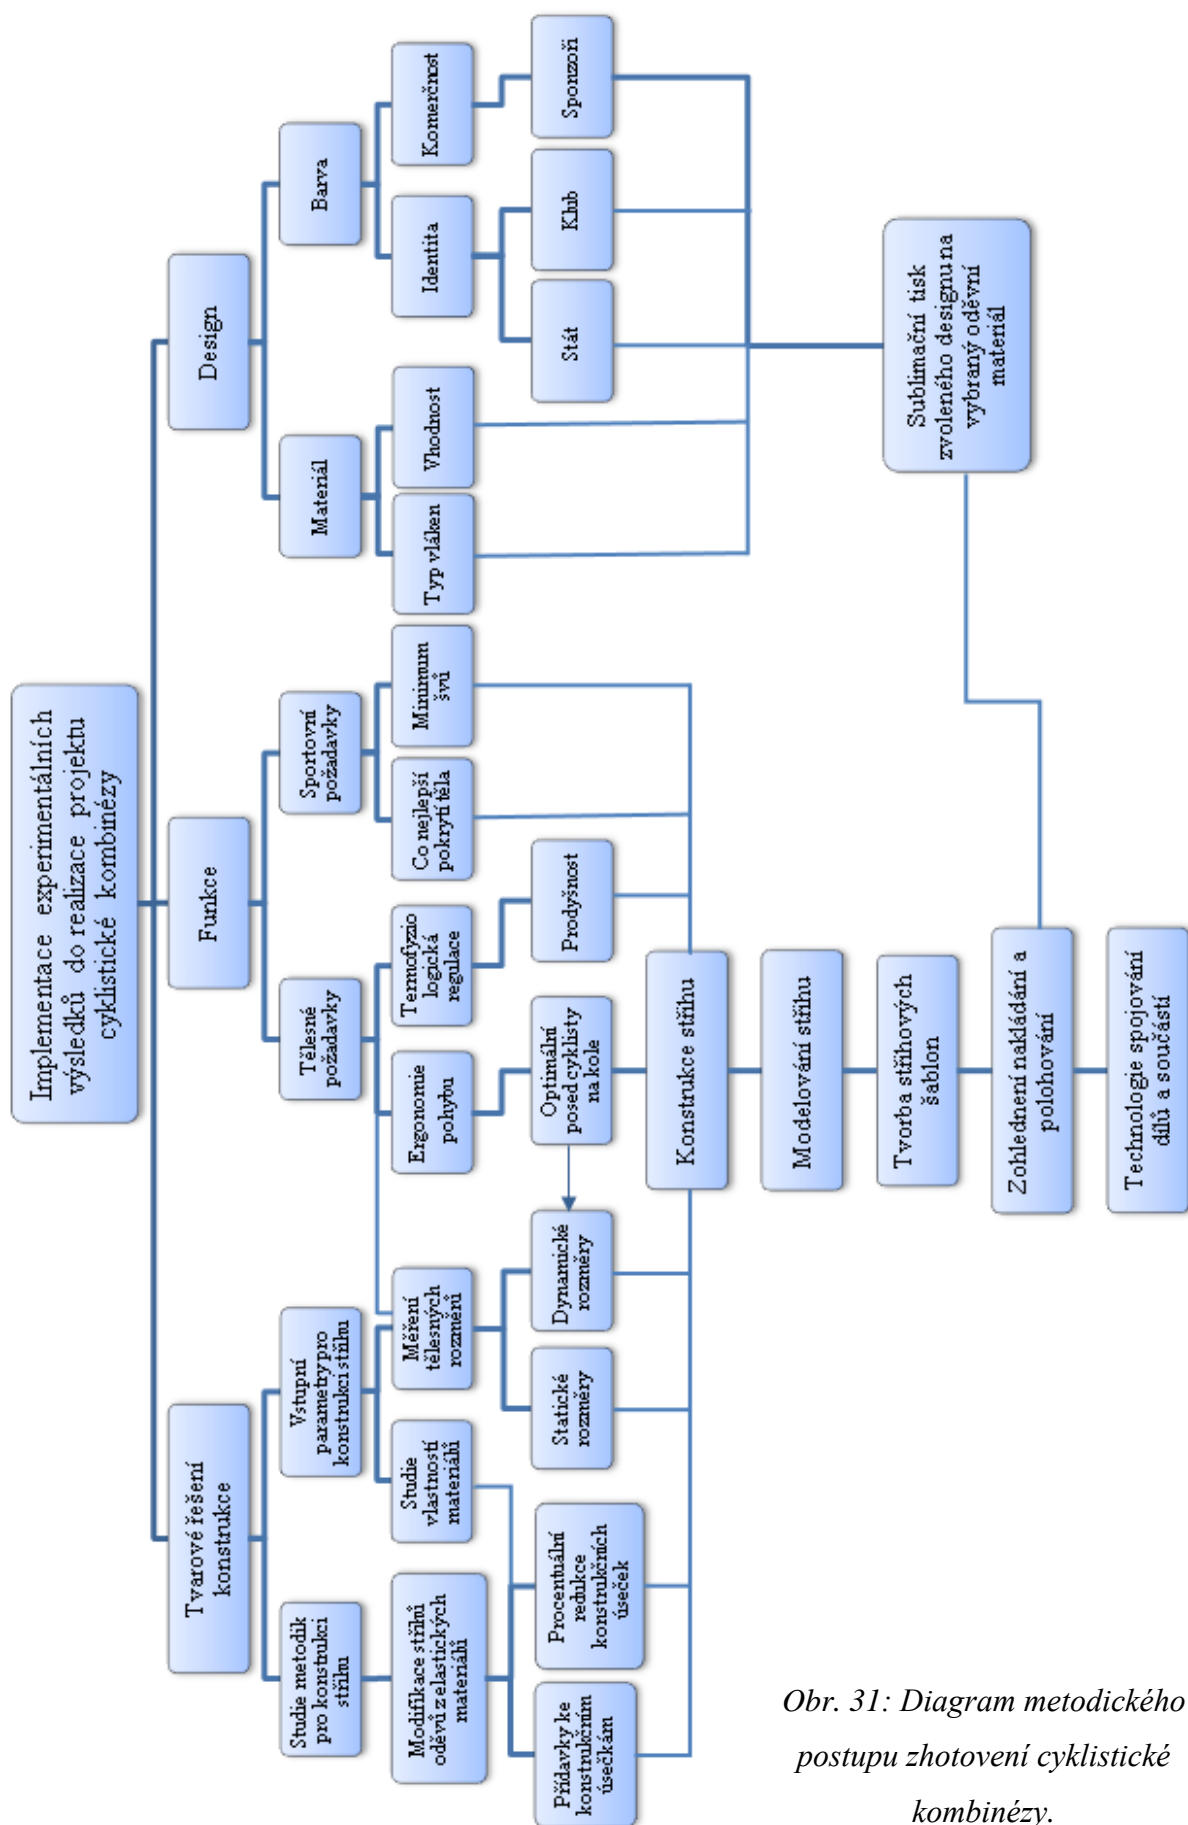 Implementace experimentálních
výsledků do realizace projektu
cyklistické kombinézy
Tvarové řešení
konstrukce
Funkce
Design
Studie metodik
pro konstrukci
střihu
Vstupní
parametry pro
konstrukci střihu
Tělesné
požadavky
Sportovní
požadavky
Materiál
Barva
Modifikace střihů
oděvů z elastických
materiálů
Studie
vlastností
materiálů
Měření
tělesných
rozměrů
Ergonomie
pohybu
Termofyzio
logická
regulace
Co nejlepší
pokrytí těla
Minimum
švů
Typ vláken
Vhodnost
Identita
Komerčnost
Přídavky ke
konstrukčním
úsečkám
Procentuální
redukce
konstrukčních
úseček
Statické
rozměry
Dynamické
rozměry
Optimální
posed cyklisty
na kole
Prodyšnost
Stát
Klub
Sponzoři
Konstrukce střihu
Modelování střihu
Tvorba střihových
šablon
Sublimační tisk
zvoleného designu na
vybraný oděvní
materiál
Zohlednení nakládání a
polohování
Technologie spojování
dílů a součástí
Obr. 31: Diagram metodického
postupu zhotovení cyklistické
kombinézy.